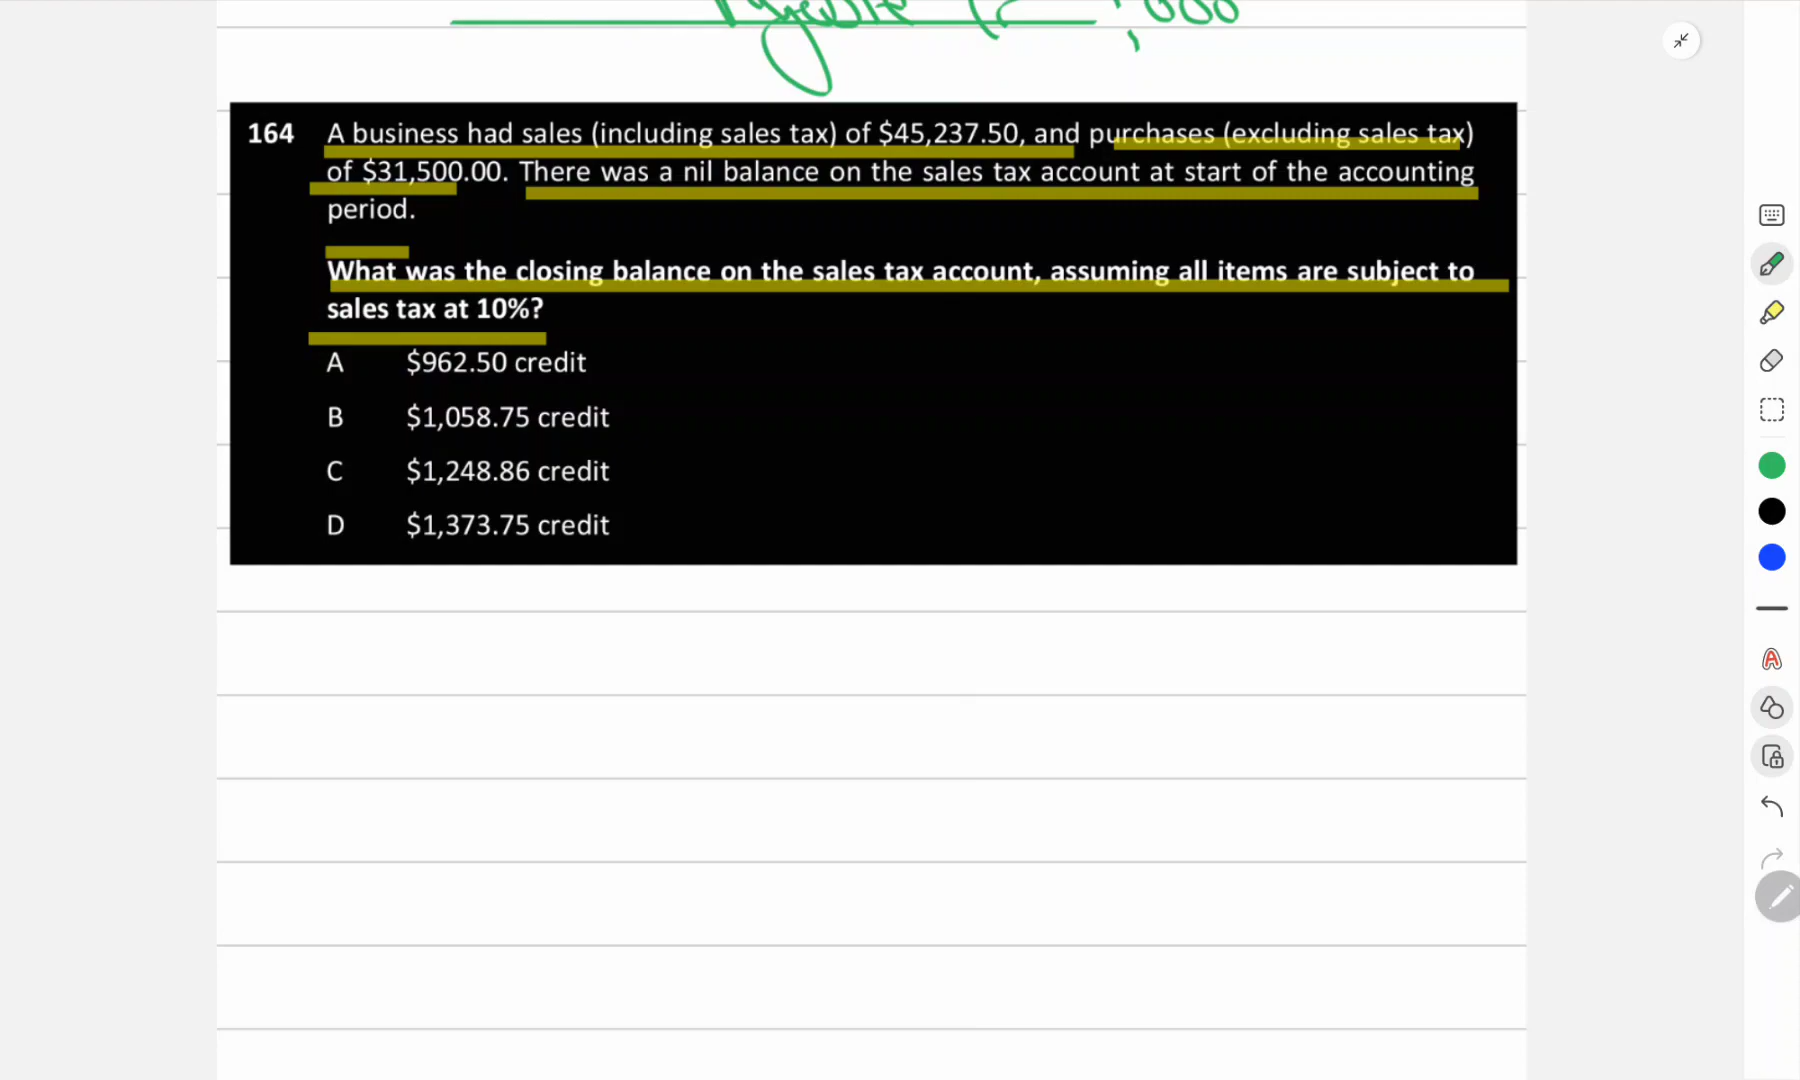 Payable
,000
164 A business had sales (including sales tax) of $45,237.50, and purchases (excluding sales tax)
of $31,500.00. There was a nil balance on the sales tax account at start of the accounting
period.
What was the closing balance on the sales tax account, assuming all items are subject to
sales tax at 10%?
A $962.50 credit
B $1,058.75 credit
C $1,248.86 credit
D $1,373.75 credit
A